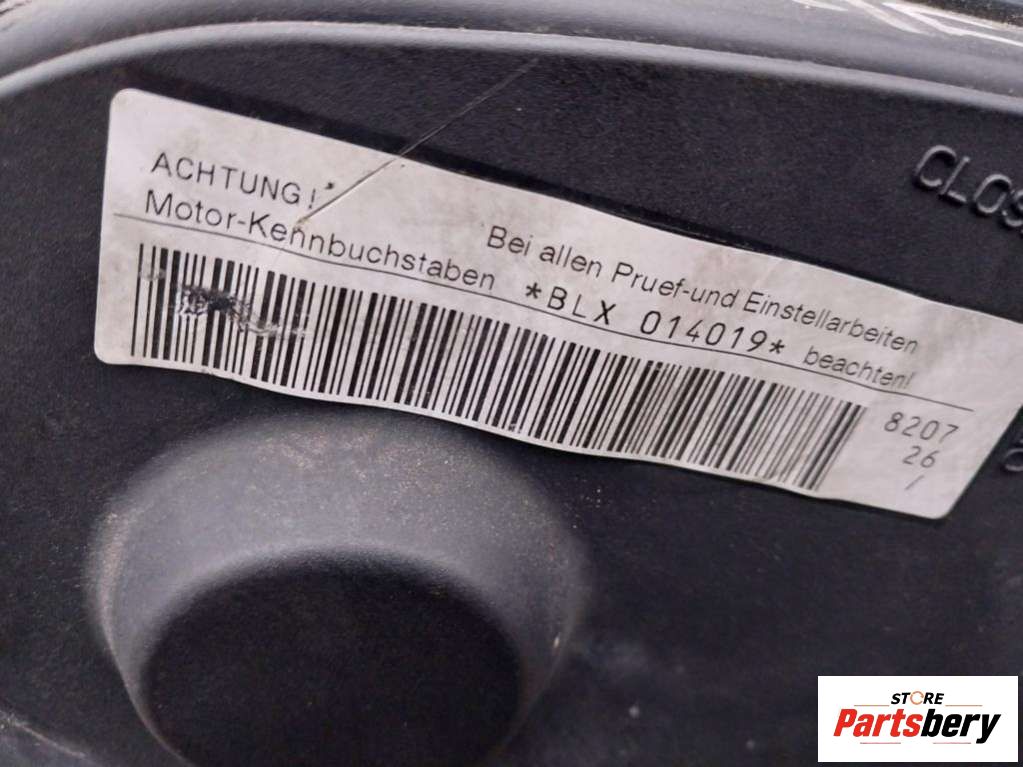 ACHTUNG!
Bei allen Pruef-und Einstellarbeiten
Motor-Kennbuchstaben *BLX 014019* beachten!
8207
26
/
STORE
Partsbery